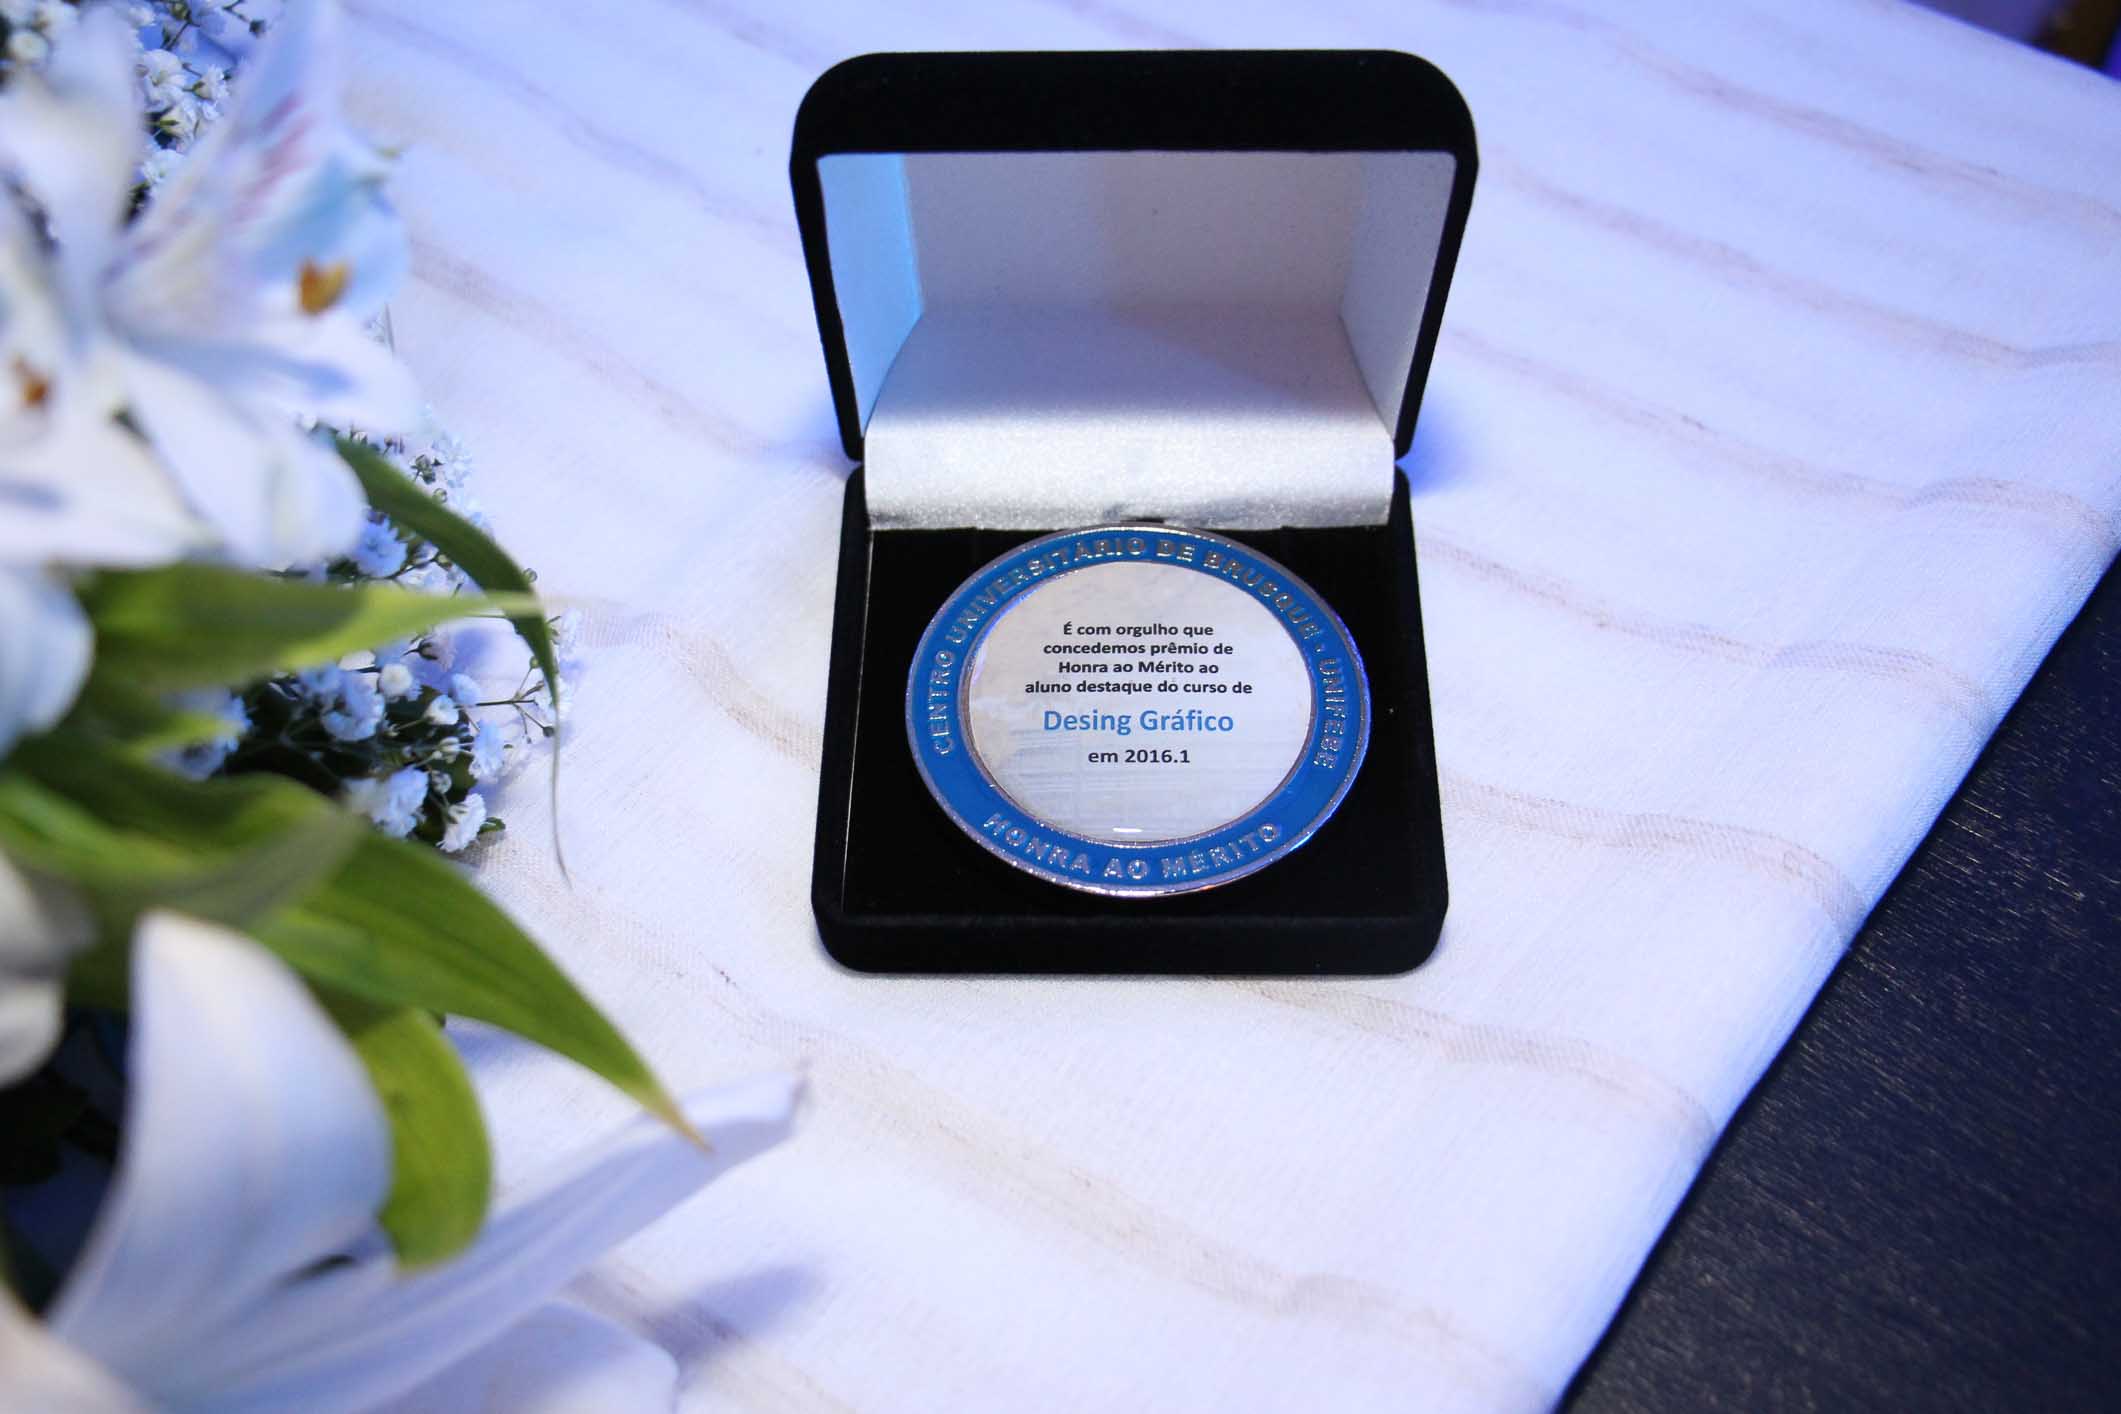 CENTRO UNIVERSITÁRIO DE BRUSQUE - UNIFEBE
É com orgulho que
concedemos prêmio de
Honra ao Mérito ao
aluno destaque do curso de
Desing Gráfico
em 2016.1
HONRA AO MÉRITO